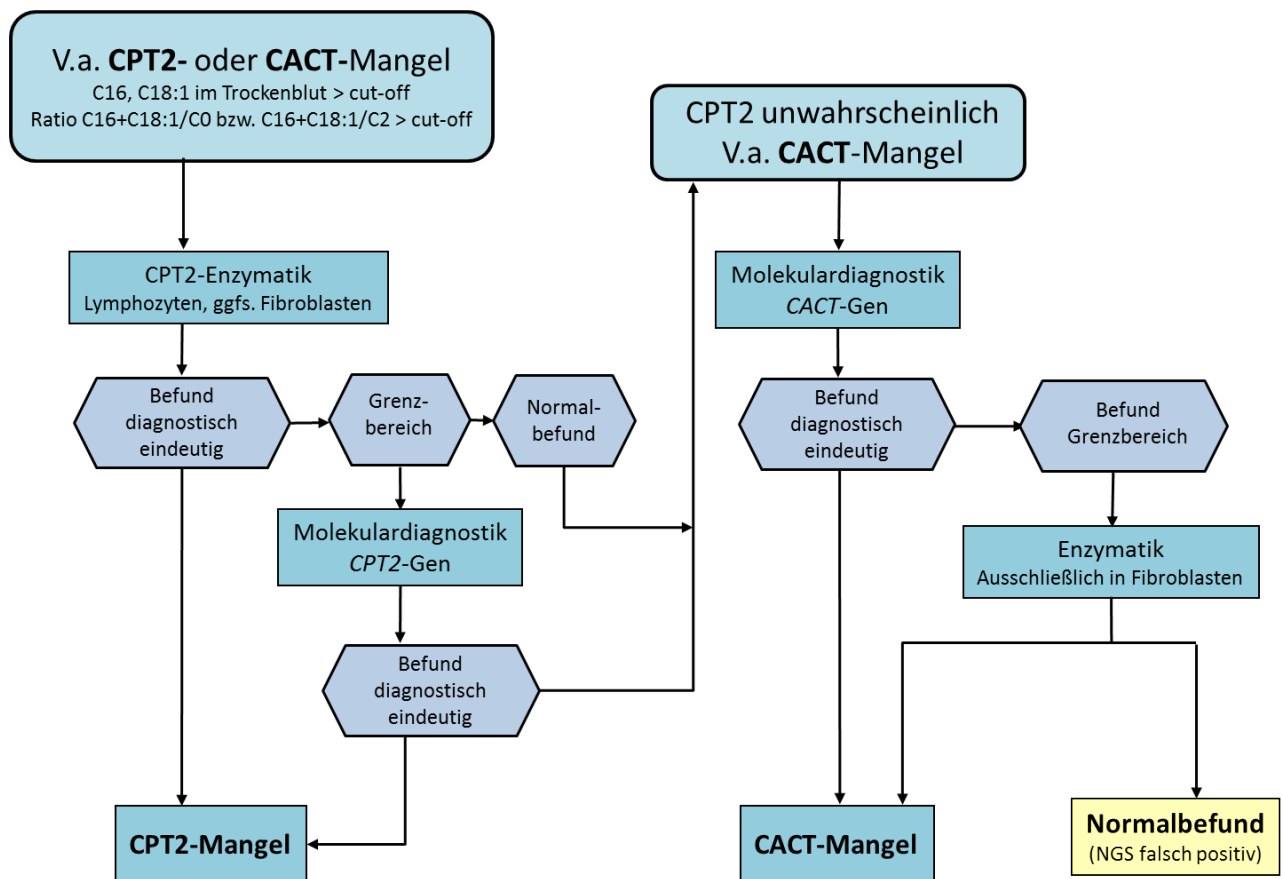 V.a. CPT2- oder CACT-Mangel
C16, C18:1 im Trockenblut > cut-off
Ratio C16+C18:1/C0 bzw. C16+C18:1/C2 > cut-off
CPT2-Enzymatik
Lymphozyten, ggfs. Fibroblasten
Befund
diagnostisch
eindeutig
Grenz-
bereich
Normal-
befund
Molekulardiagnostik
CPT2-Gen
Befund
diagnostisch
eindeutig
CPT2-Mangel
CPT2 unwahrscheinlich
V.a. CACT-Mangel
Molekulardiagnostik
CACT-Gen
Befund
diagnostisch
eindeutig
Befund
Grenzbereich
Enzymatik
Ausschließlich in Fibroblasten
CACT-Mangel
Normalbefund
(NGS falsch positiv)